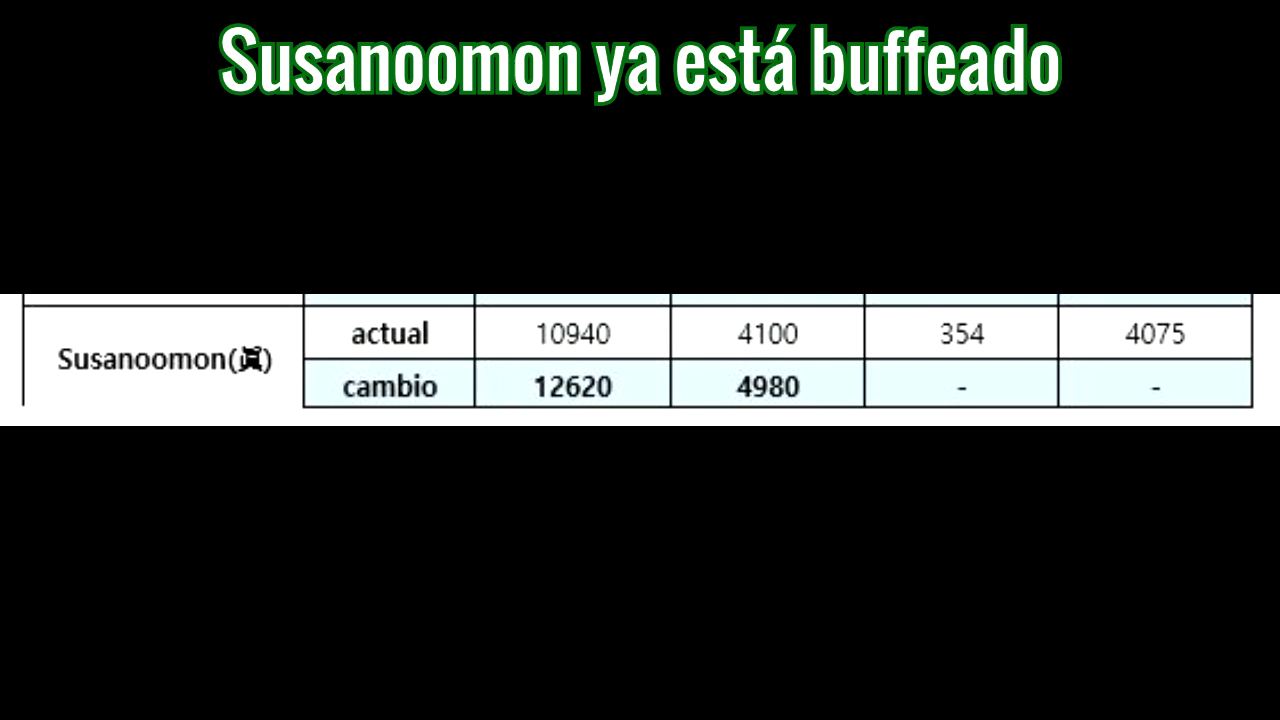 Susanoomon ya está buffeado
Susanoomon( )
actual 10940 4100 354 4075
cambio 12620 4980 - -